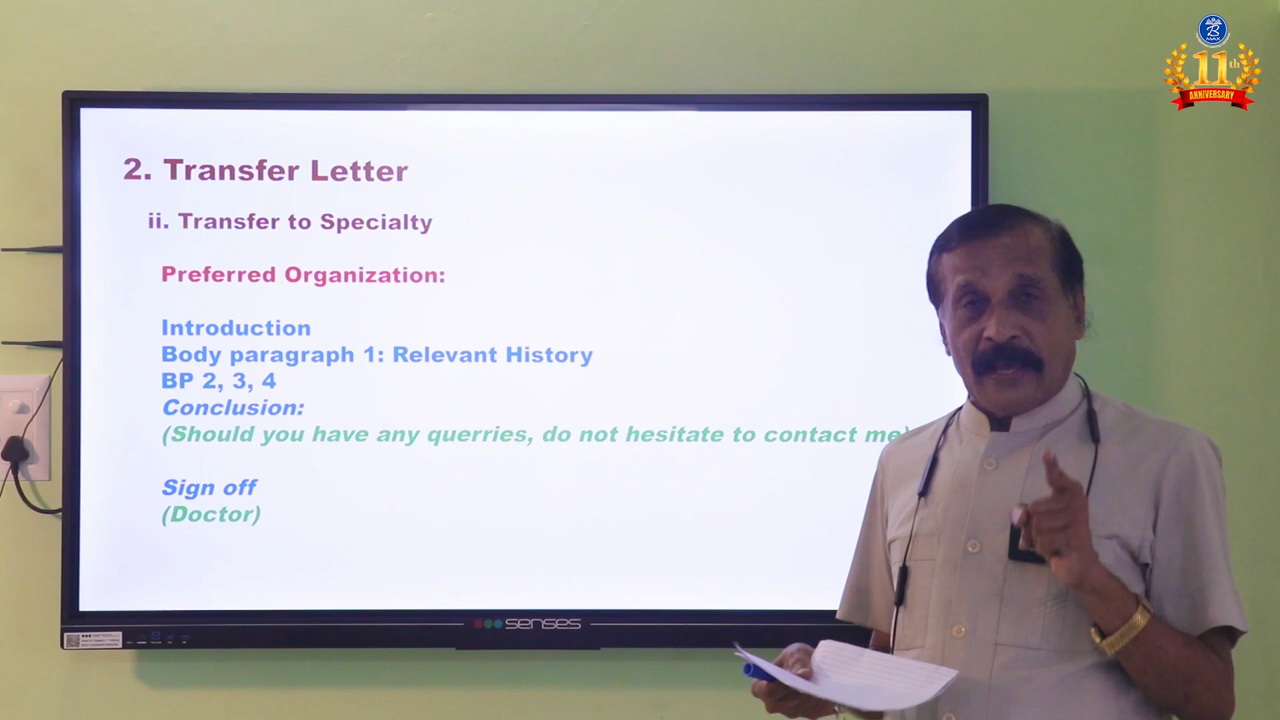 B
MAX
11th
ANNIVERSARY
2. Transfer Letter
ii. Transfer to Specialty
Preferred Organization:
Introduction
Body paragraph 1: Relevant History
BP 2, 3, 4
Conclusion:
(Should you have any querries, do not hesitate to contact me)
Sign off
(Doctor)
senses